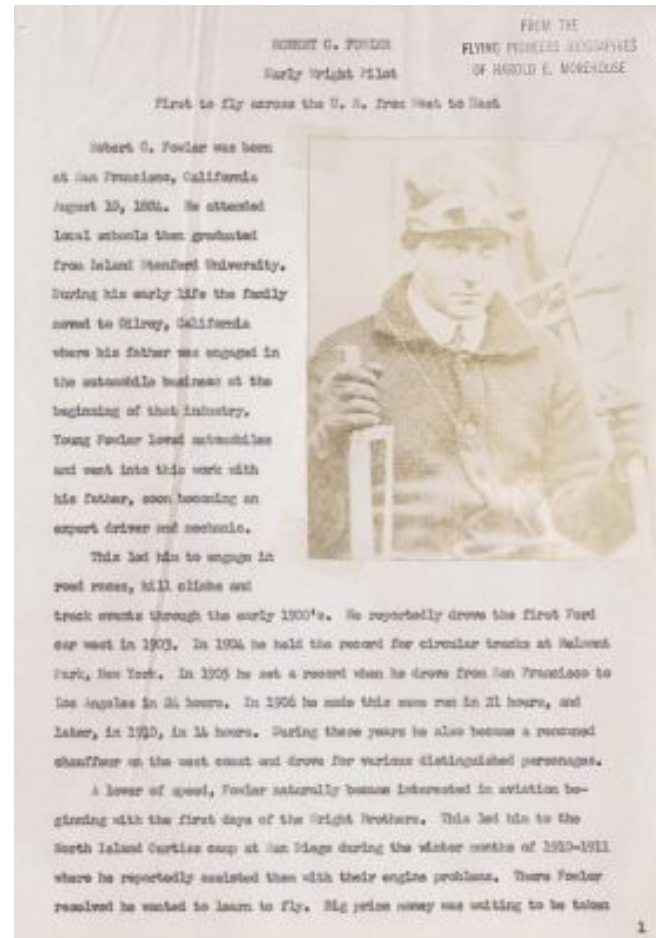 FROM THE
FLYING PIONEERS BIOGRAPHIES
OF HAROLD E. MOREHOUSE
ROBERT G. FOWLER
Early Wright Pilot
First to fly across the U. S. from West to East
Robert G. Fowler was born
at San Francisco, California
August 10, 1884. He attended
local schools then graduated
from Leland Stanford University.
During his early life the family
moved to Gilroy, California
where his father was engaged in
the automobile business at the
beginning of that industry.
Young Fowler loved automobiles
and went into this work with
his father, soon becoming an
expert driver and mechanic.
This led him to engage in
road races, hill climbs and
track events through the early 1900's. He reportedly drove the first Ford
car west in 1903. In 1904 he held the record for circular tracks at Belmont
Park, New York. In 1905 he set a record when he drove from San Francisco to
Los Angeles in 24 hours. In 1906 he made this same run in 21 hours, and
later, in 1910, in 14 hours. During these years he also became a renowned
chauffeur on the west coast and drove for various distinguished personages.
A lover of speed, Fowler naturally became interested in aviation be-
ginning with the first days of the Wright Brothers. This led him to the
North Island Curtiss camp at San Diego during the winter months of 1910-1911
where he reportedly assisted them with their engine problems. There Fowler
resolved he wanted to learn to fly. Big prize money was waiting to be taken
1